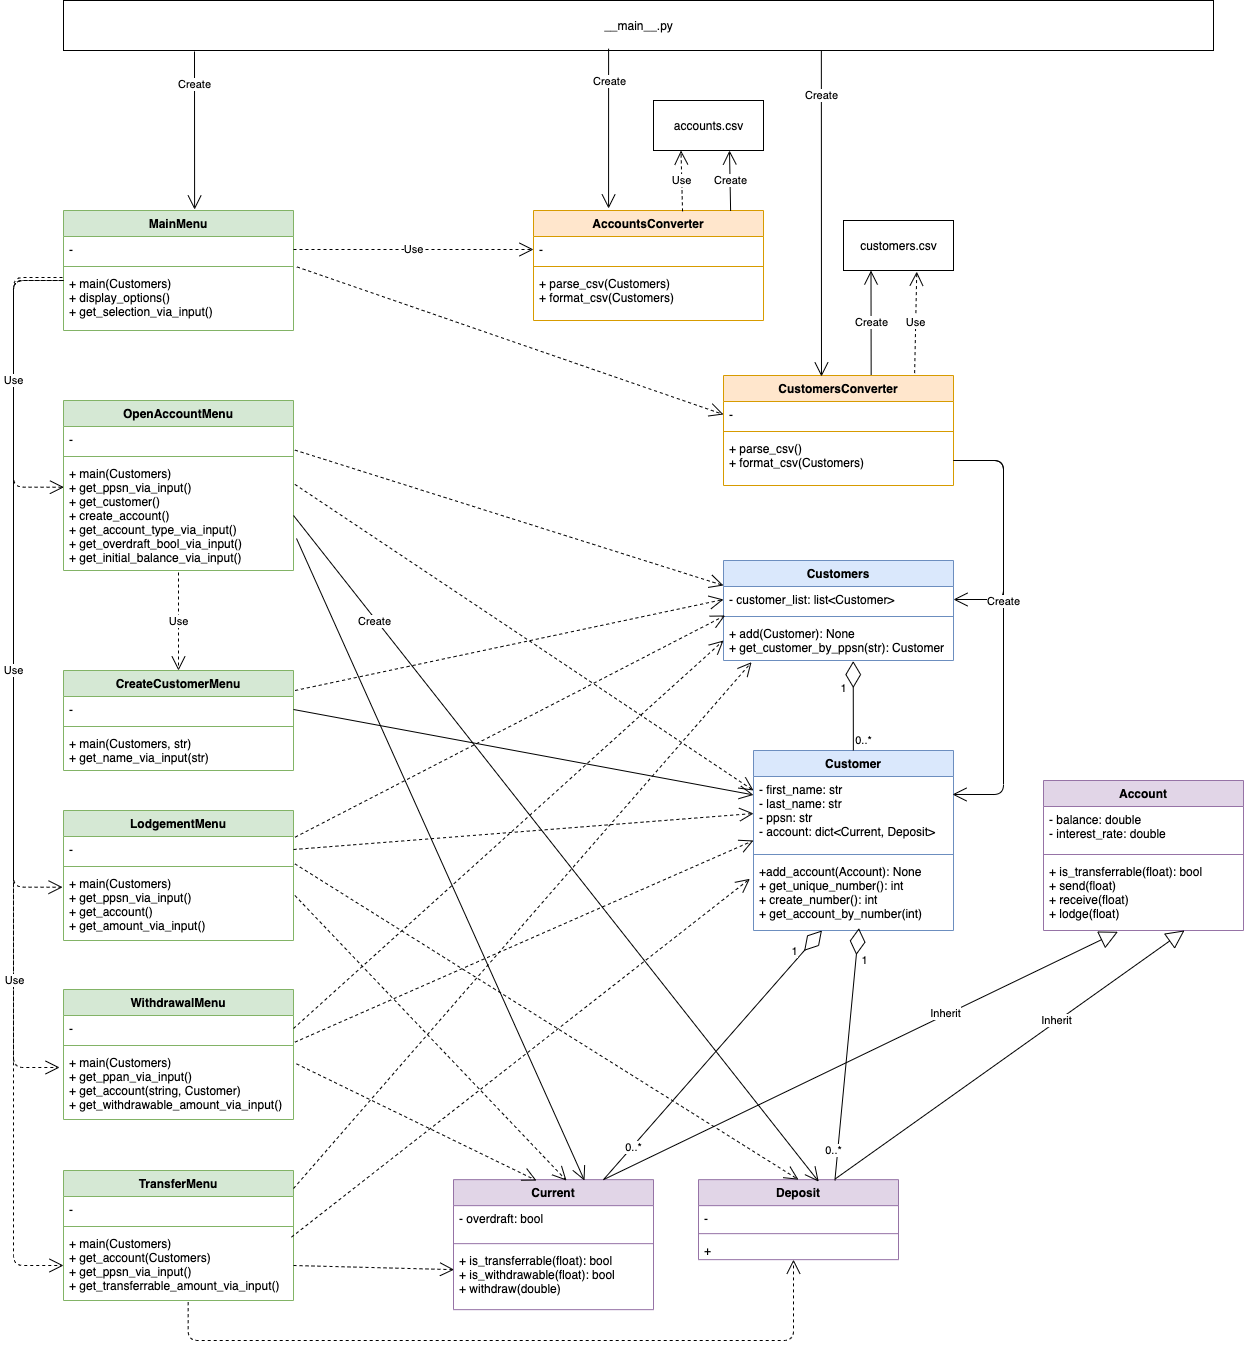 __main__.py
Create
Create
Create
accounts.csv
Use
Create
MainMenu
-
+ main(Customers)
+ display_options()
+ get_selection_via_input()
Use
AccountsConverter
-
+ parse_csv(Customers)
+ format_csv(Customers)
customers.csv
Create
Use
CustomersConverter
-
+ parse_csv()
+ format_csv(Customers)
Use
OpenAccountMenu
-
+ main(Customers)
+ get_ppsn_via_input()
+ get_customer()
+ create_account()
+ get_account_type_via_input()
+ get_overdraft_bool_via_input()
+ get_initial_balance_via_input()
Use
Create
Customers
- customer_list: list<Customer>
+ add(Customer): None
+ get_customer_by_ppsn(str): Customer
Create
1
0..*
Use
CreateCustomerMenu
-
+ main(Customers, str)
+ get_name_via_input(str)
Customer
- first_name: str
- last_name: str
- ppsn: str
- account: dict<Current, Deposit>
+add_account(Account): None
+ get_unique_number(): int
+ create_number(): int
+ get_account_by_number(int)
Account
- balance: double
- interest_rate: double
+ is_transferrable(float): bool
+ send(float)
+ receive(float)
+ lodge(float)
LodgementMenu
-
+ main(Customers)
+ get_ppsn_via_input()
+ get_account()
+ get_amount_via_input()
1
1
Use
WithdrawalMenu
-
+ main(Customers)
+ get_ppan_via_input()
+ get_account(string, Customer)
+ get_withdrawable_amount_via_input()
Inherit
Inherit
0..*
0..*
TransferMenu
-
+ main(Customers)
+ get_account(Customers)
+ get_ppsn_via_input()
+ get_transferrable_amount_via_input()
Current
- overdraft: bool
+ is_transferrable(float): bool
+ is_withdrawable(float): bool
+ withdraw(double)
Deposit
-
+